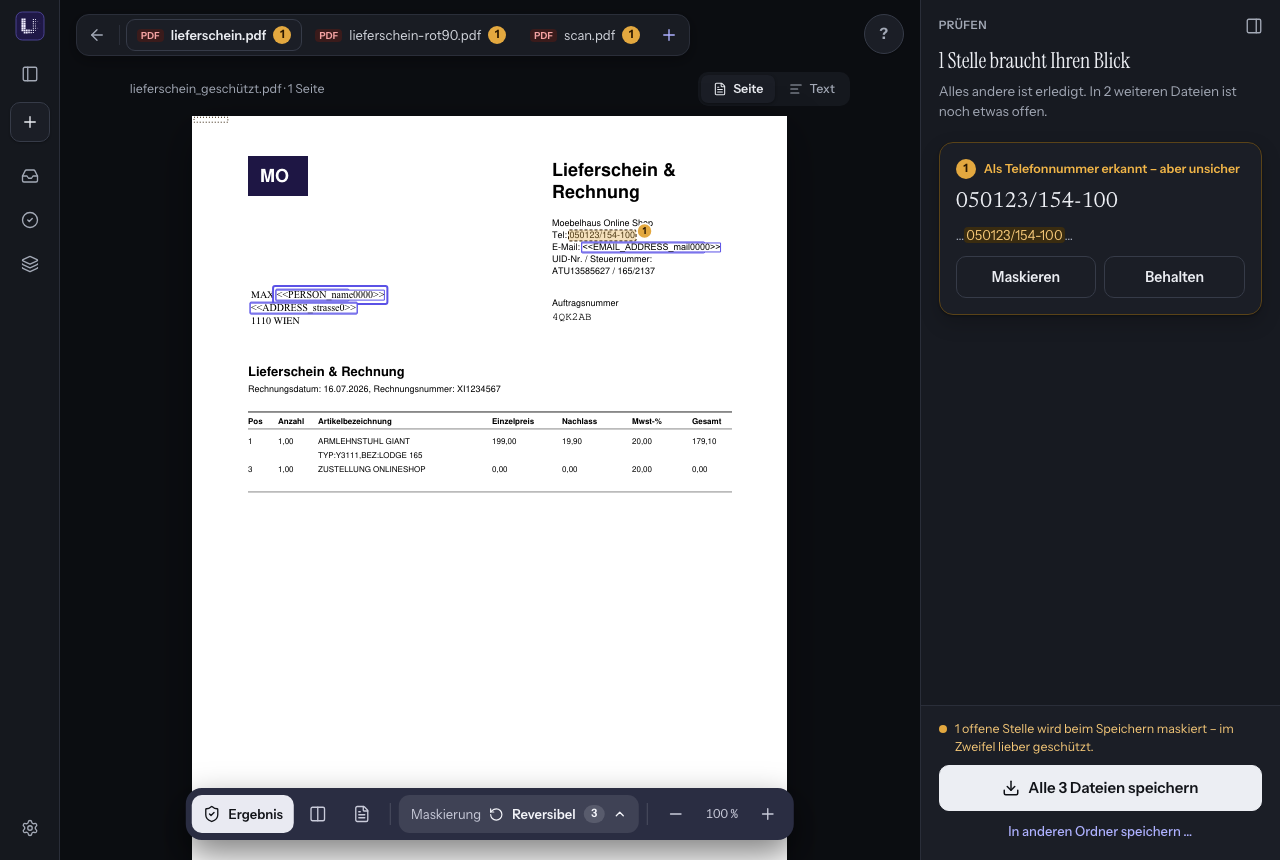 PDF lieferschein.pdf 1
PDF lieferschein-rot90.pdf 1
PDF scan.pdf 1
?
lieferschein_geschützt.pdf · 1 Seite
Seite
Text
MO
Lieferschein &
Rechnung
Moebelhaus Online Shop
Tel: 050123/154-100 1
E-Mail: <<EMAIL_ADDRESS_mail0000>>
UID-Nr. / Steuernummer:
ATU13585627 / 165/2137
MAX <<PERSON_name0000>>
<<ADDRESS_strasse0>>
1110 WIEN
Auftragsnummer
4QK2AB
Lieferschein & Rechnung
Rechnungsdatum: 16.07.2026, Rechnungsnummer: XI1234567
Pos Anzahl Artikelbezeichnung Einzelpreis Nachlass Mwst-% Gesamt
1 1,00 ARMLEHNSTUHL GIANT 199,00 19,90 20,00 179,10
TYP:Y3111,BEZ:LODGE 165
3 1,00 ZUSTELLUNG ONLINESHOP 0,00 0,00 20,00 0,00
Ergebnis
Maskierung Reversibel 3
100 %
PRÜFEN
1 Stelle braucht Ihren Blick
Alles andere ist erledigt. In 2 weiteren Dateien ist
noch etwas offen.
1 Als Telefonnummer erkannt – aber unsicher
050123/154-100
… 050123/154-100 …
Maskieren
Behalten
1 offene Stelle wird beim Speichern maskiert – im
Zweifel lieber geschützt.
Alle 3 Dateien speichern
In anderen Ordner speichern …